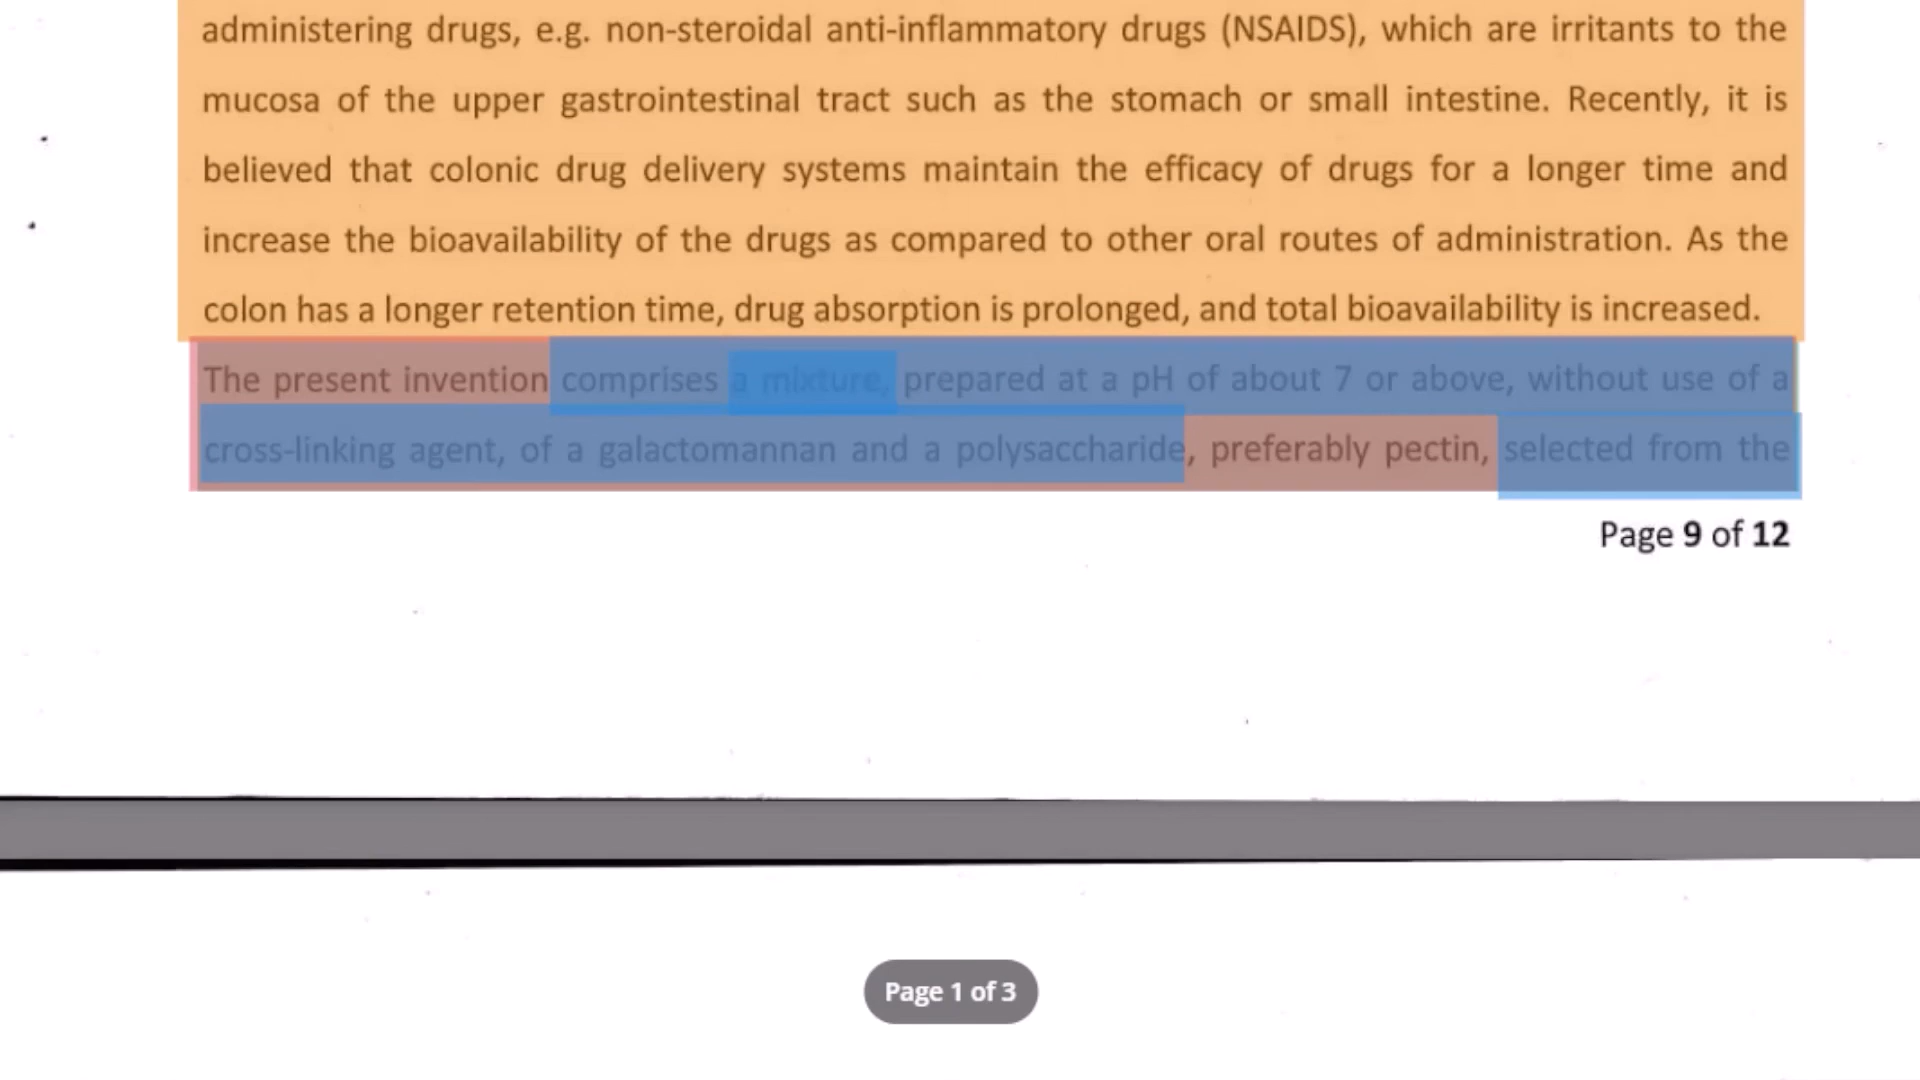 administering drugs, e.g. non-steroidal anti-inflammatory drugs (NSAIDS), which are irritants to the
mucosa of the upper gastrointestinal tract such as the stomach or small intestine. Recently, it is
believed that colonic drug delivery systems maintain the efficacy of drugs for a longer time and
increase the bioavailability of the drugs as compared to other oral routes of administration. As the
colon has a longer retention time, drug absorption is prolonged, and total bioavailability is increased.
The present invention comprises a mixture, prepared at a pH of about 7 or above, without use of a
cross-linking agent, of a galactomannan and a polysaccharide, preferably pectin, selected from the
Page 9 of 12
Page 1 of 3